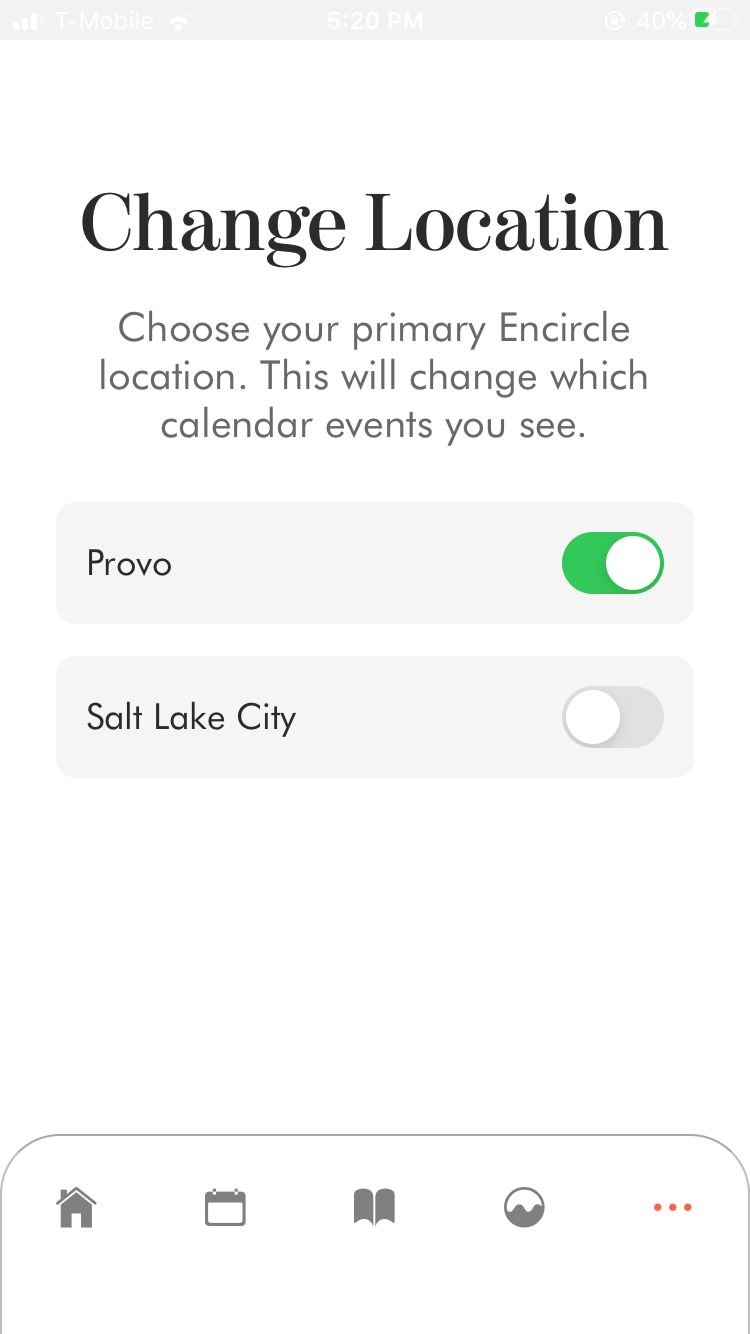 T-Mobile 5:20 PM 40%
Change Location
Choose your primary Encircle
location. This will change which
calendar events you see.
Provo
Salt Lake City